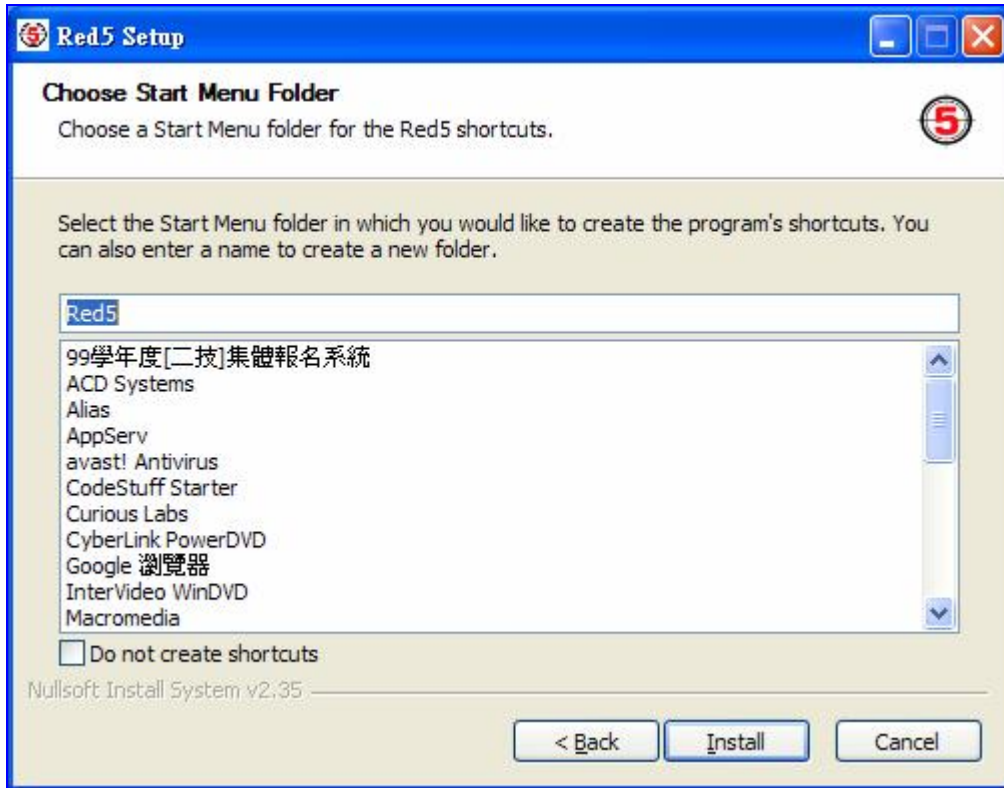 Red5 Setup
Choose Start Menu Folder
Choose a Start Menu folder for the Red5 shortcuts.
5
Select the Start Menu folder in which you would like to create the program's shortcuts. You
can also enter a name to create a new folder.
Red5
99學年度[二技]集體報名系統
ACD Systems
Alias
AppServ
avast! Antivirus
CodeStuff Starter
Curious Labs
CyberLink PowerDVD
Google 瀏覽器
InterVideo WinDVD
Macromedia
Do not create shortcuts
Nullsoft Install System v2.35
< Back
Install
Cancel